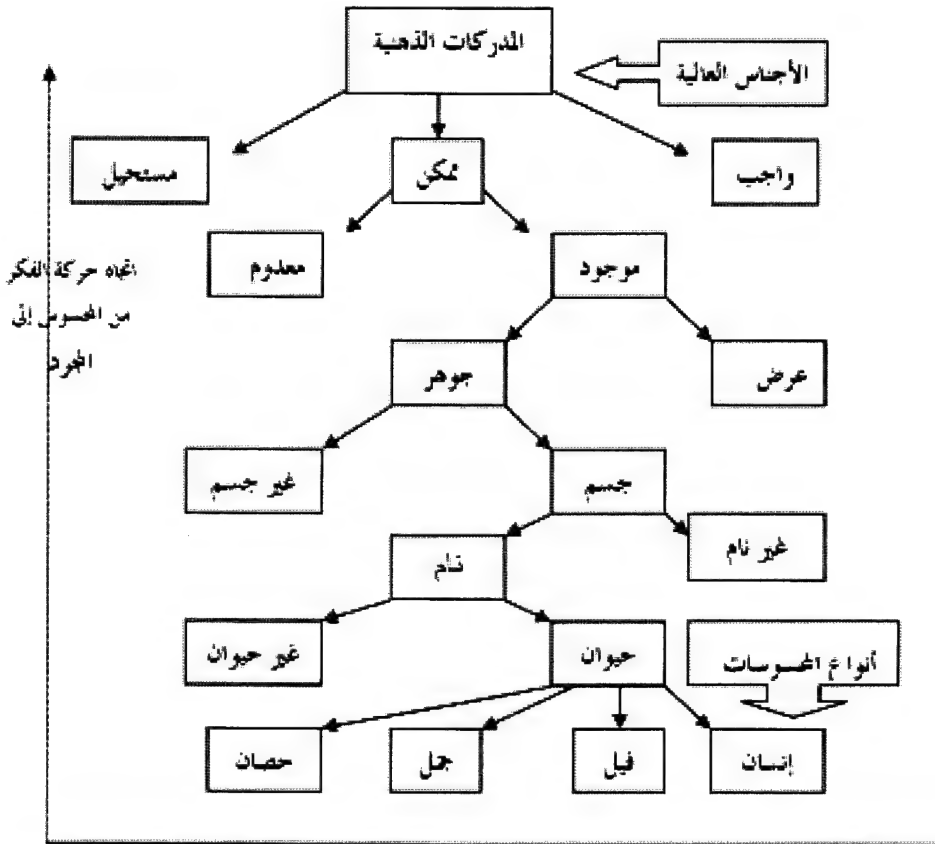 المدركات الذهنية
الأجناس العالية
واجب
ممكن
مستحيل
موجود
معدوم
اتجاه حركة الفكر
من المحسوس إلى
المجرد
عرض
جوهر
جسم
غير جسم
غير نام
نام
حيوان
غير حيوان
أنواع المحسوسات
إنسان
فيل
جمل
حصان